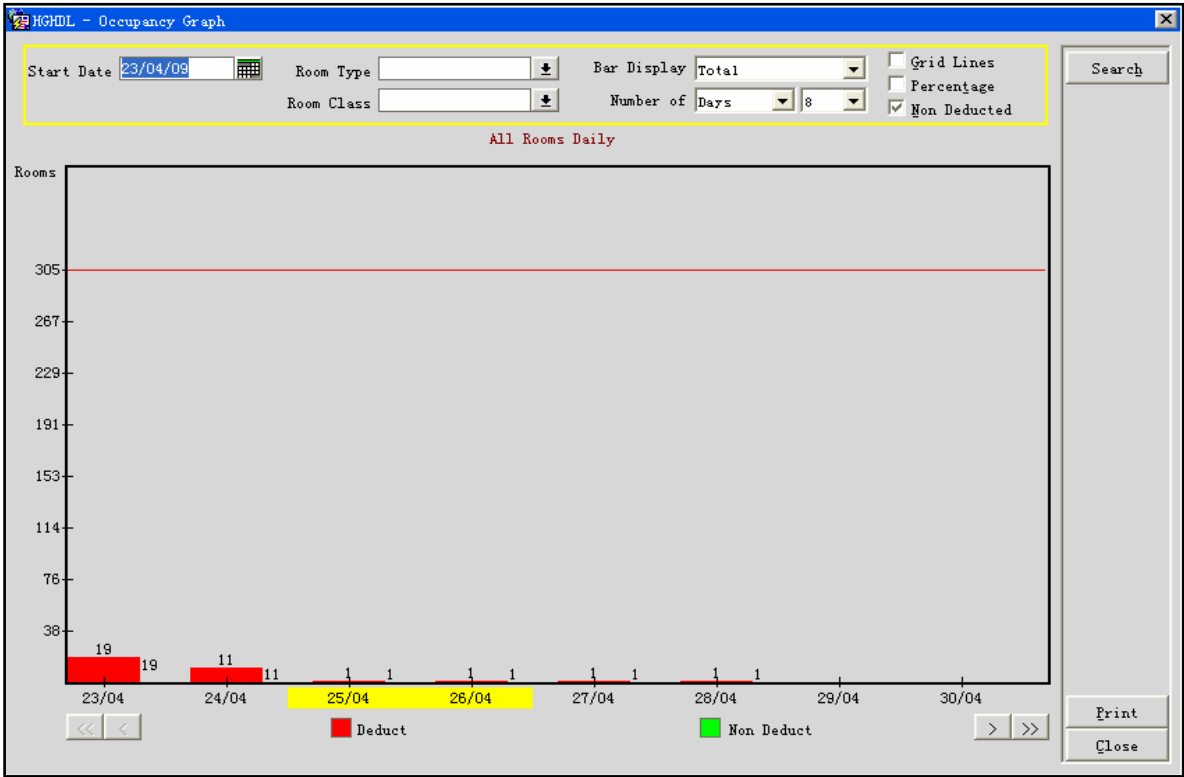 HGHDL - Occupancy Graph
Start Date 23/04/09 Room Type Bar Display Total Grid Lines Search
Percentage
Room Class Number of Days 8 Non Deducted
All Rooms Daily
Rooms
305
267
229
191
153
114
76
38
19 19 11 11 1 1 1 1 1 1 1 1
23/04 24/04 25/04 26/04 27/04 28/04 29/04 30/04
<< < Deduct Non Deduct > >> Print
Close